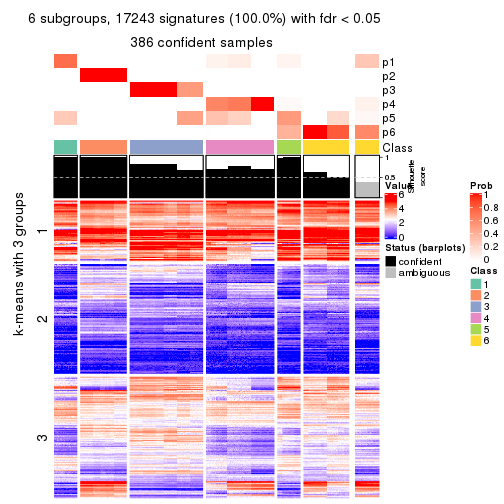 6 subgroups, 17243 signatures (100.0%) with fdr < 0.05
386 confident samples
p1
p2
p3
p4
p5
p6
Class
1
0.5
0
Silhouette
score
k-means with 3 groups
1
2
3
Value
6
4
2
0
Status (barplots)
confident
ambiguous
Prob
1
0.8
0.6
0.4
0.2
0
Class
1
2
3
4
5
6